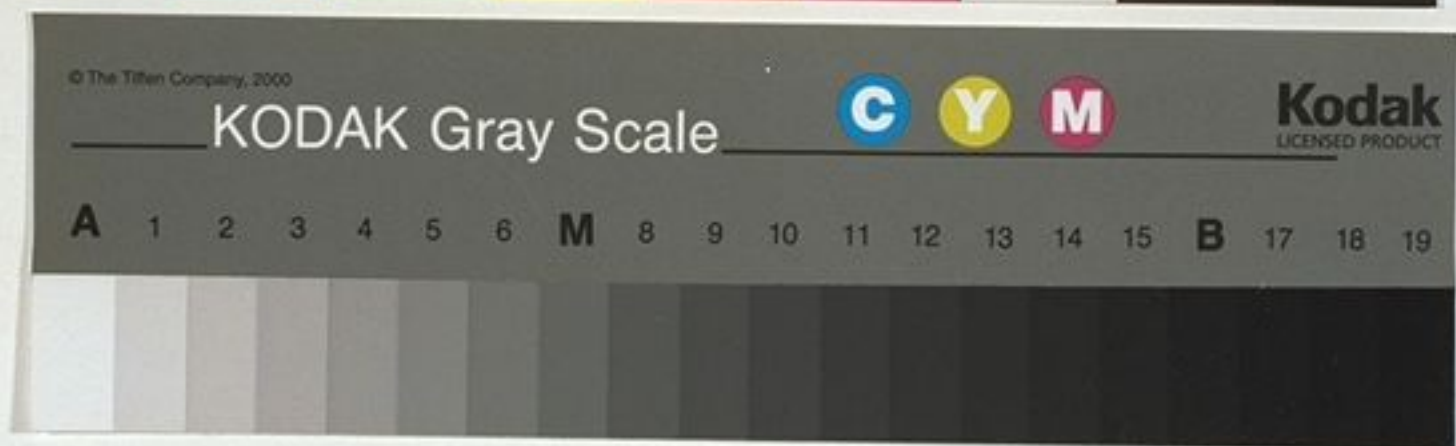 © The Tiffen Company, 2000
KODAK Gray Scale
C Y M
Kodak
LICENSED PRODUCT
A 1 2 3 4 5 6 M 8 9 10 11 12 13 14 15 B 17 18 19